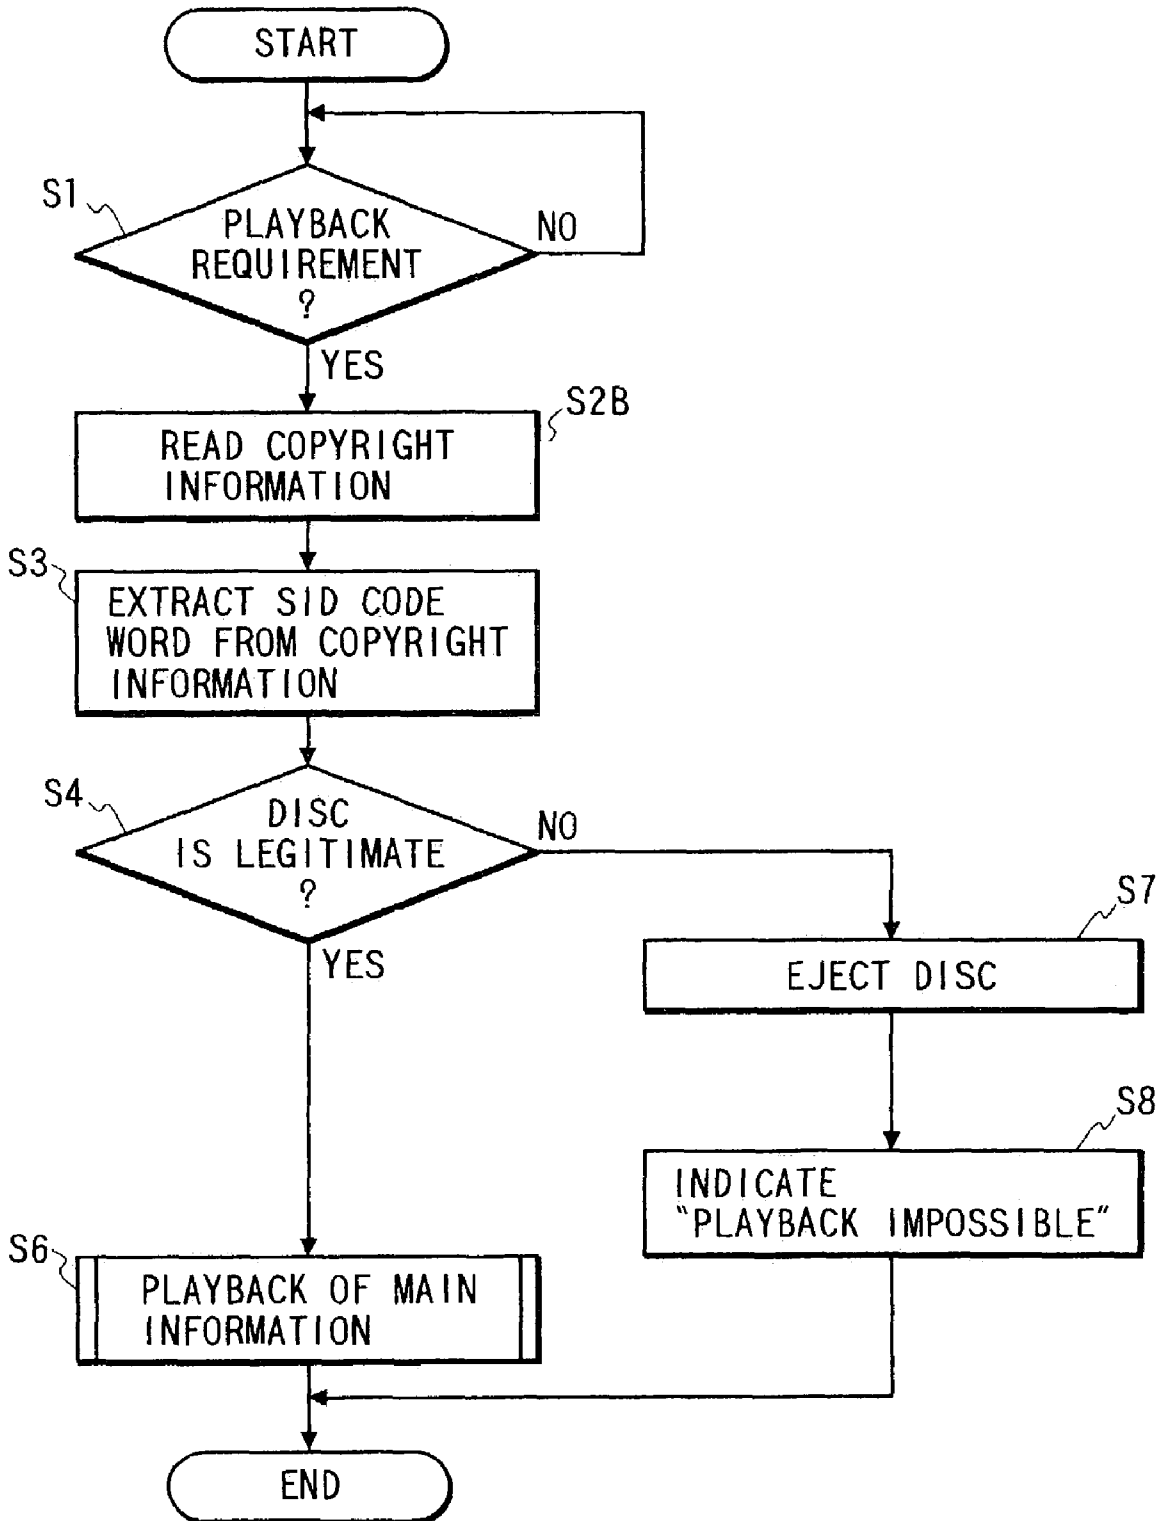 START
S1
PLAYBACK
REQUIREMENT
?
NO
YES
S2B
READ COPYRIGHT
INFORMATION
S3
EXTRACT SID CODE
WORD FROM COPYRIGHT
INFORMATION
S4
DISC
IS LEGITIMATE
?
NO
YES
S7
EJECT DISC
S8
INDICATE
"PLAYBACK IMPOSSIBLE"
S6
PLAYBACK OF MAIN
INFORMATION
END